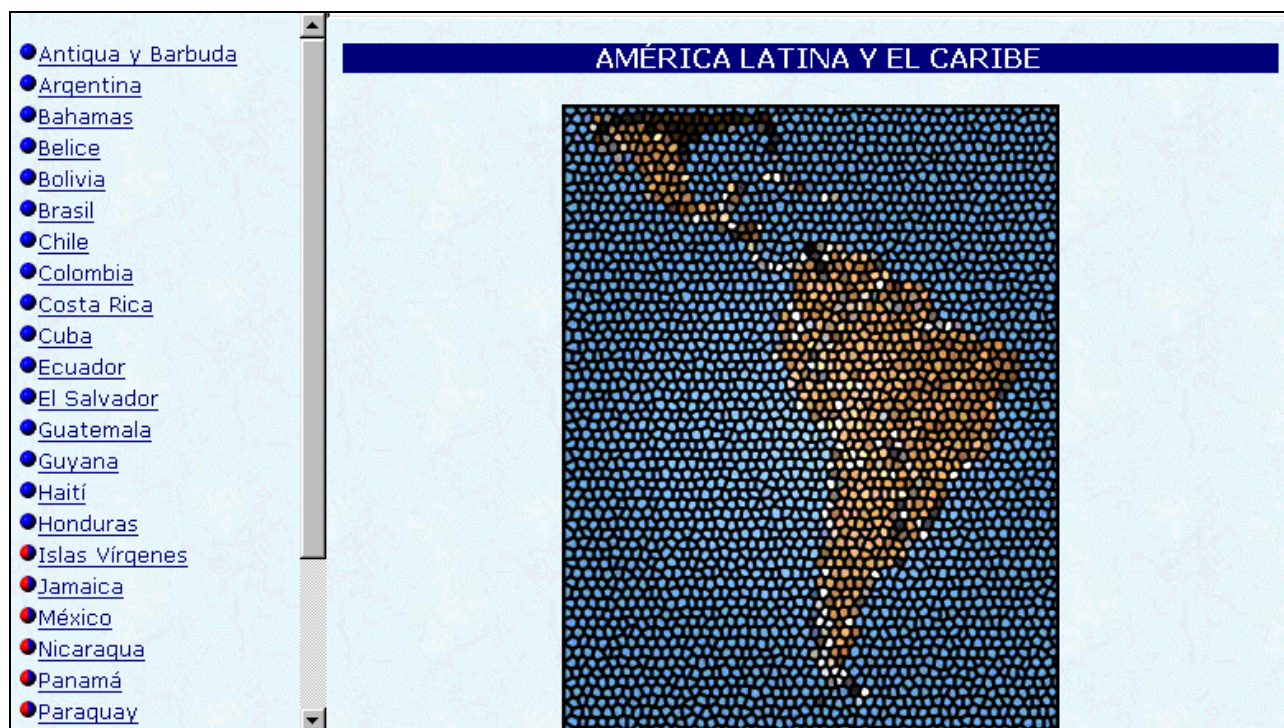 Antigua y Barbuda
Argentina
Bahamas
Belice
Bolivia
Brasil
Chile
Colombia
Costa Rica
Cuba
Ecuador
El Salvador
Guatemala
Guyana
Haití
Honduras
Islas Vírgenes
Jamaica
México
Nicaragua
Panamá
Paraguay
AMÉRICA LATINA Y EL CARIBE